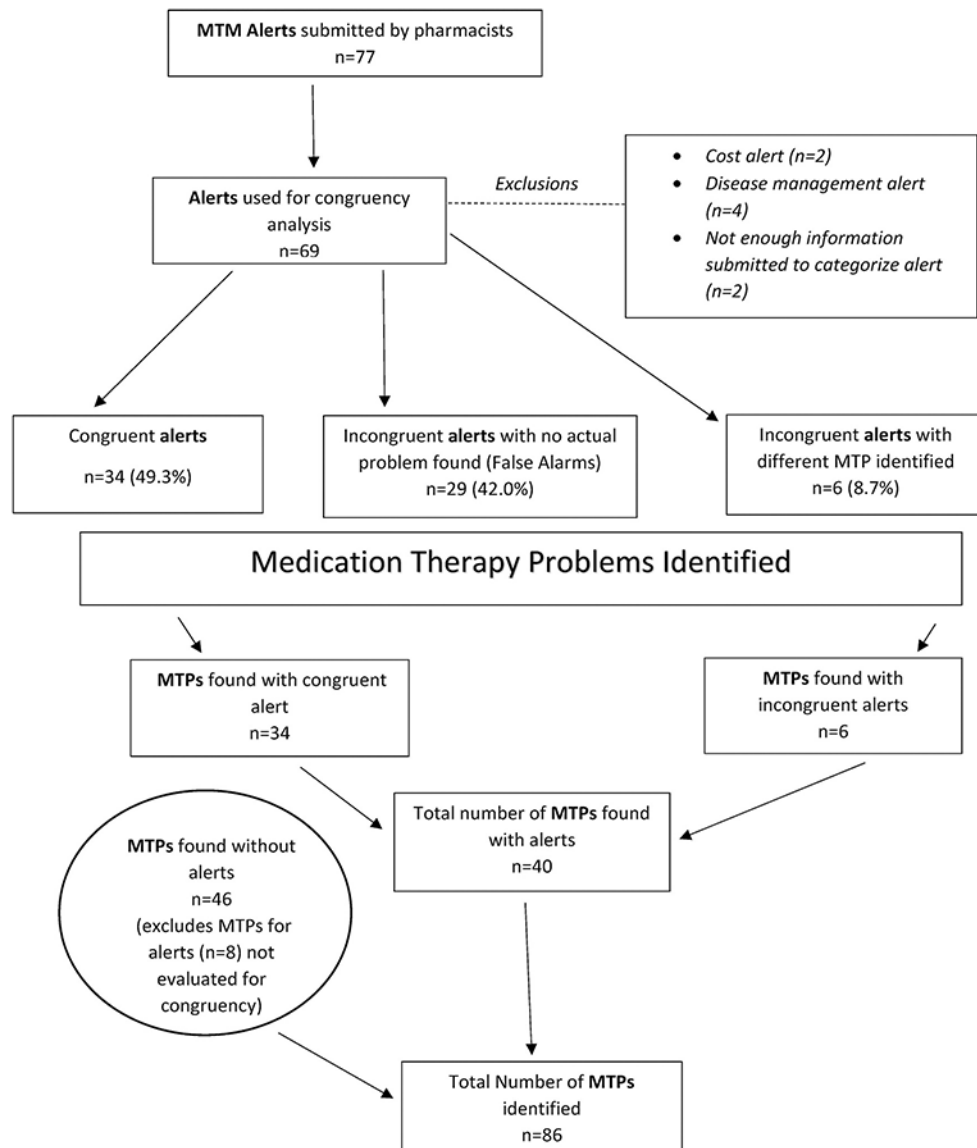 MTM Alerts submitted by pharmacists
n=77
Exclusions
• Cost alert (n=2)
• Disease management alert
(n=4)
• Not enough information
submitted to categorize alert
(n=2)
Alerts used for congruency
analysis
n=69
Congruent alerts
n=34 (49.3%)
Incongruent alerts with no actual
problem found (False Alarms)
n=29 (42.0%)
Incongruent alerts with
different MTP identified
n=6 (8.7%)
Medication Therapy Problems Identified
MTPs found with congruent
alert
n=34
MTPs found with
incongruent alerts
n=6
Total number of MTPs found
with alerts
n=40
MTPs found without
alerts
n=46
(excludes MTPs for
alerts (n=8) not
evaluated for
congruency)
Total Number of MTPs
identified
n=86